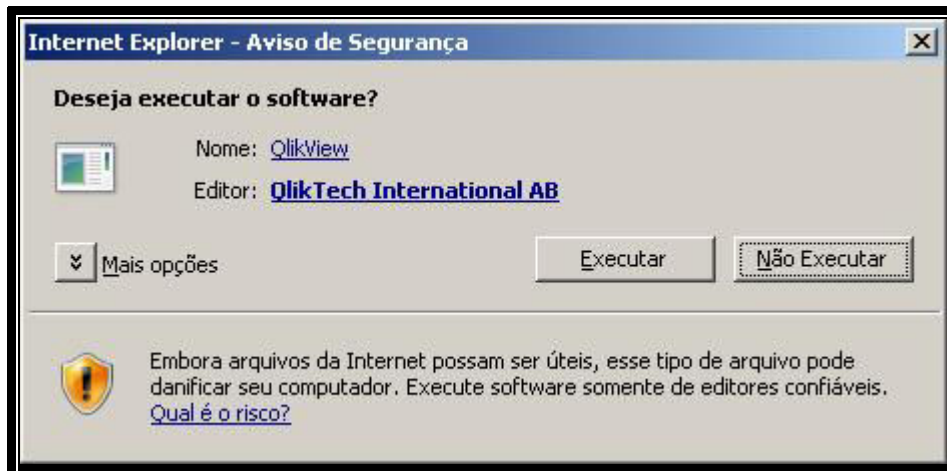 Internet Explorer - Aviso de Segurança
Deseja executar o software?
Nome: QlikView
Editor: QlikTech International AB
Mais opções
Executar
Não Executar
Embora arquivos da Internet possam ser úteis, esse tipo de arquivo pode
danificar seu computador. Execute software somente de editores confiáveis.
Qual é o risco?